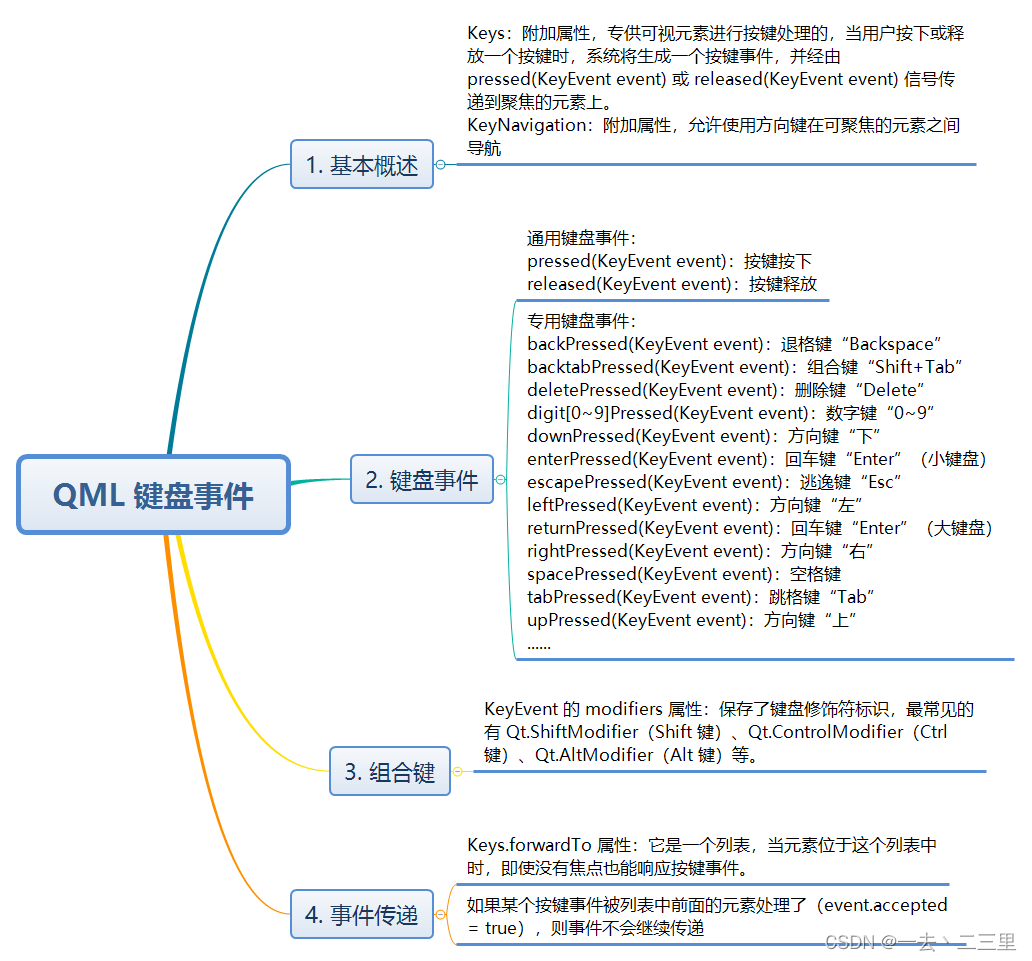 QML 键盘事件
1. 基本概述
Keys：附加属性，专供可视元素进行按键处理的，当用户按下或释
放一个按键时，系统将生成一个按键事件，并经由
pressed(KeyEvent event) 或 released(KeyEvent event) 信号传
递到聚焦的元素上。
KeyNavigation：附加属性，允许使用方向键在可聚焦的元素之间
导航
2. 键盘事件
通用键盘事件：
pressed(KeyEvent event)：按键按下
released(KeyEvent event)：按键释放
专用键盘事件：
backPressed(KeyEvent event)：退格键“Backspace”
backtabPressed(KeyEvent event)：组合键“Shift+Tab”
deletePressed(KeyEvent event)：删除键“Delete”
digit[0~9]Pressed(KeyEvent event)：数字键“0~9”
downPressed(KeyEvent event)：方向键“下”
enterPressed(KeyEvent event)：回车键“Enter”（小键盘）
escapePressed(KeyEvent event)：逃逸键“Esc”
leftPressed(KeyEvent event)：方向键“左”
returnPressed(KeyEvent event)：回车键“Enter”（大键盘）
rightPressed(KeyEvent event)：方向键“右”
spacePressed(KeyEvent event)：空格键
tabPressed(KeyEvent event)：跳格键“Tab”
upPressed(KeyEvent event)：方向键“上”
......
3. 组合键
KeyEvent 的 modifiers 属性：保存了键盘修饰符标识，最常见的
有 Qt.ShiftModifier（Shift 键）、Qt.ControlModifier（Ctrl
键）、Qt.AltModifier（Alt 键）等。
4. 事件传递
Keys.forwardTo 属性：它是一个列表，当元素位于这个列表中
时，即使没有焦点也能响应按键事件。
如果某个按键事件被列表中前面的元素处理了（event.accepted
= true），则事件不会继续传递
CSDN @一去丶二三里